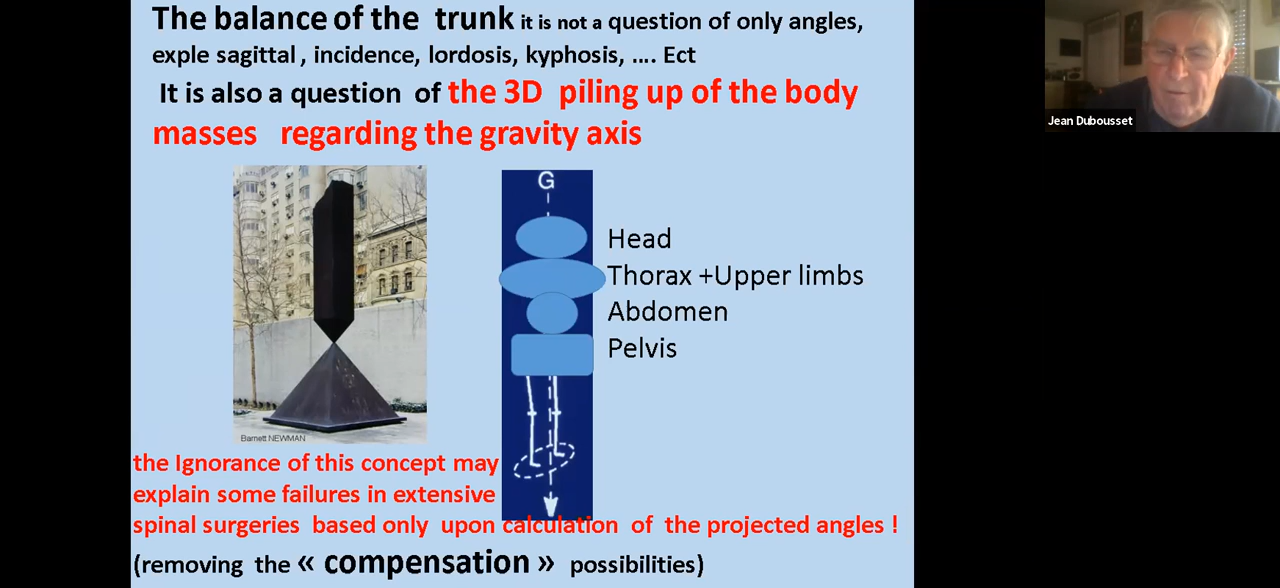 The balance of the trunk it is not a question of only angles,
exple sagittal , incidence, lordosis, kyphosis, .... Ect
It is also a question of the 3D piling up of the body
masses regarding the gravity axis
Jean Dubousset
G
Head
Thorax +Upper limbs
Abdomen
Pelvis
Barnett NEWMAN
the Ignorance of this concept may
explain some failures in extensive
spinal surgeries based only upon calculation of the projected angles !
(removing the « compensation » possibilities)